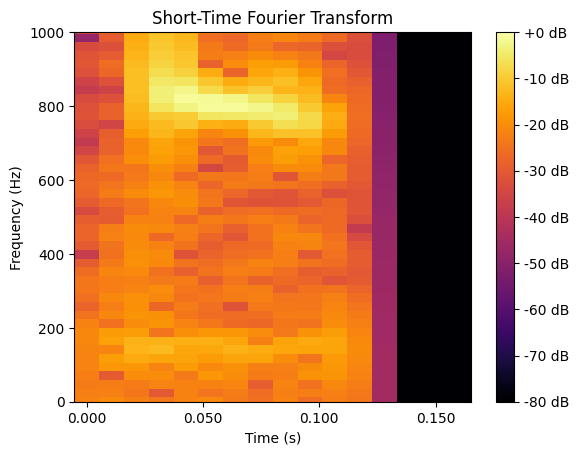 Short-Time Fourier Transform
1000
800
600
400
200
0
Frequency (Hz)
0.000
0.050
0.100
0.150
Time (s)
+0 dB
-10 dB
-20 dB
-30 dB
-40 dB
-50 dB
-60 dB
-70 dB
-80 dB